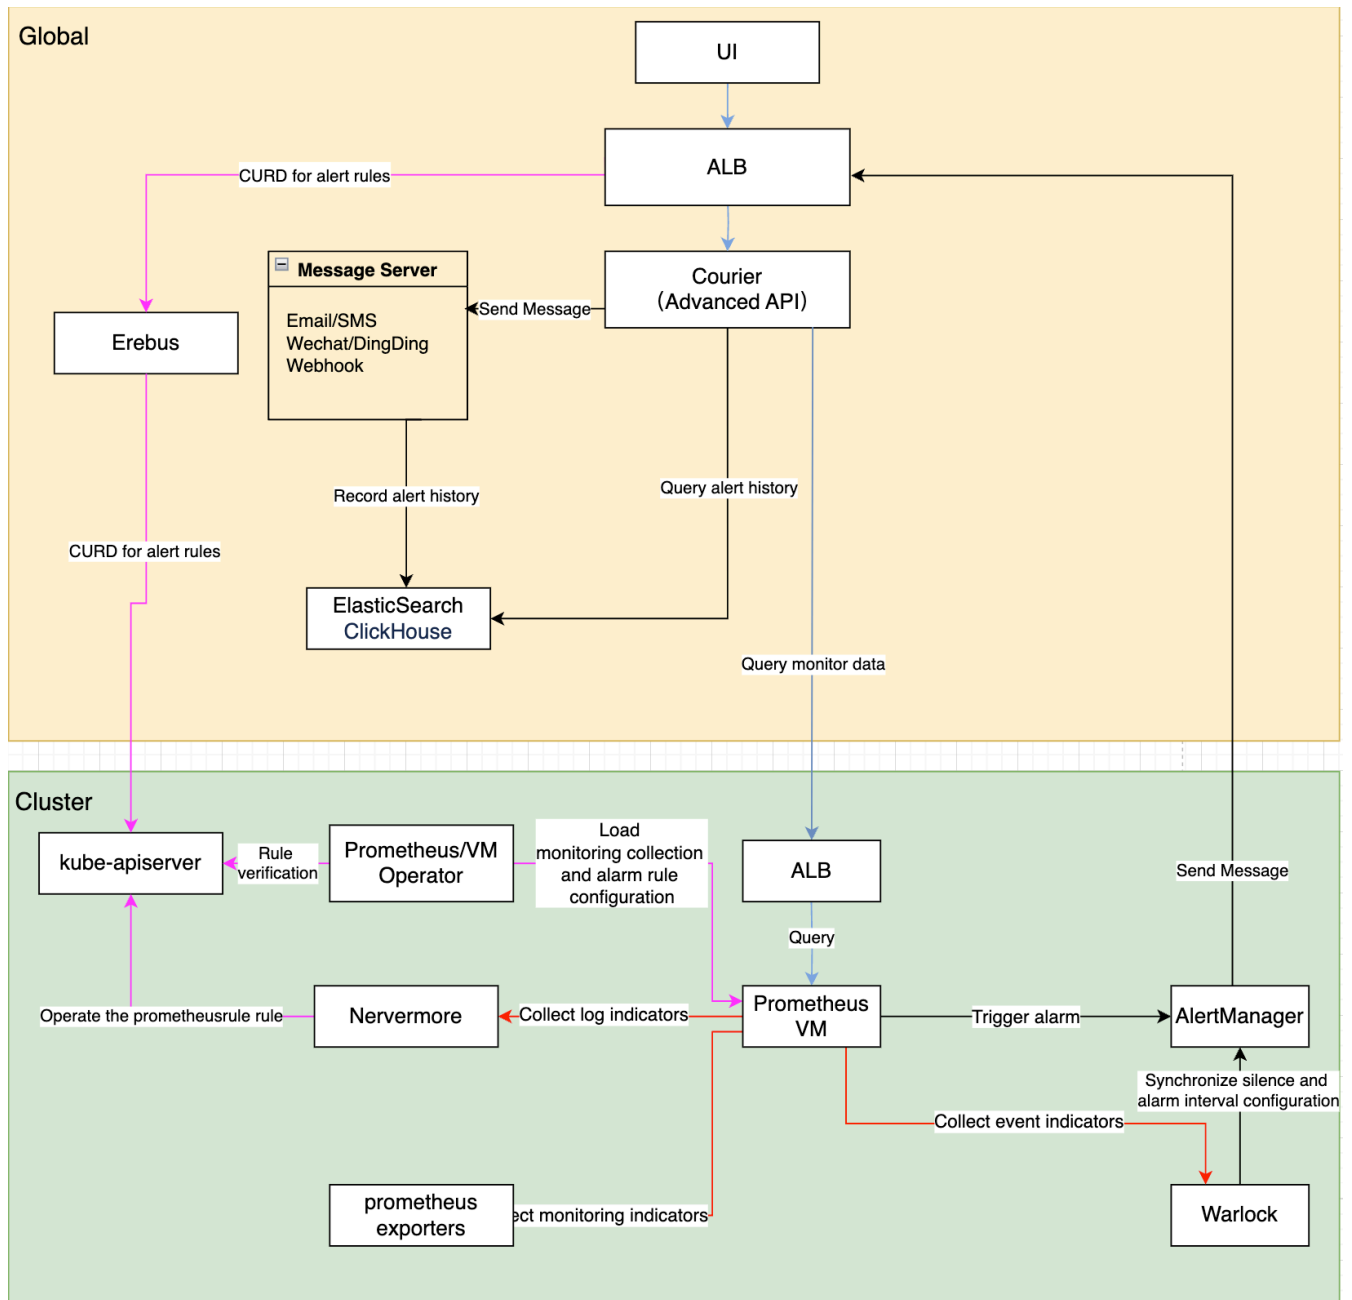 Global
UI
ALB
CURD for alert rules
Message Server
Email/SMS
Wechat/DingDing
Webhook
Send Message
Courier
(Advanced API)
Erebus
Record alert history
Query alert history
CURD for alert rules
ElasticSearch
ClickHouse
Query monitor data
Cluster
kube-apiserver
Rule
verification
Prometheus/VM
Operator
Load
monitoring collection
and alarm rule
configuration
ALB
Send Message
Query
Operate the prometheusrule rule
Nervermore
Collect log indicators
Prometheus
VM
Trigger alarm
AlertManager
Synchronize silence and
alarm interval configuration
Collect event indicators
prometheus
exporters
ect monitoring indicators
Warlock